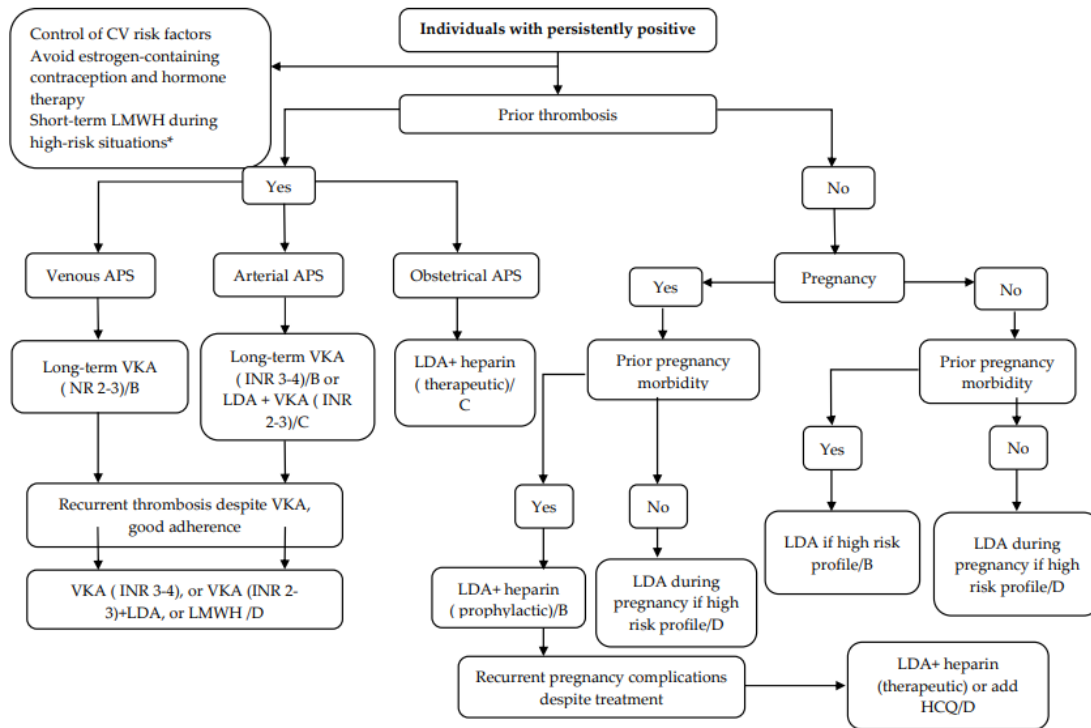 Control of CV risk factors
Avoid estrogen-containing
contraception and hormone
therapy
Short-term LMWH during
high-risk situations*
Individuals with persistently positive
Prior thrombosis
Yes
No
Venous APS
Arterial APS
Obstetrical APS
Yes
Pregnancy
No
Long-term VKA
( NR 2-3)/B
Long-term VKA
( INR 3-4)/B or
LDA + VKA ( INR
2-3)/C
LDA+ heparin
( therapeutic)/
C
Prior pregnancy
morbidity
Prior pregnancy
morbidity
Yes
No
Recurrent thrombosis despite VKA,
good adherence
Yes
No
LDA if high risk
profile/B
LDA during
pregnancy if high
risk profile/D
VKA ( INR 3-4), or VKA (INR 2-
3)+LDA, or LMWH /D
LDA+ heparin
( prophylactic)/B
LDA during
pregnancy if high
risk profile/D
Recurrent pregnancy complications
despite treatment
LDA+ heparin
(therapeutic) or add
HCQ/D